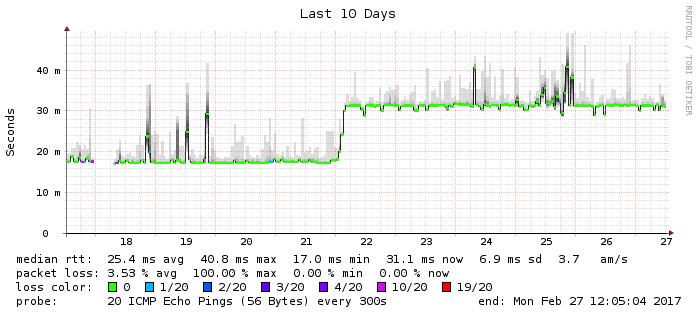 Last 10 Days
RRDTOOL / TOBI OETIKER
Seconds
40 m
30 m
20 m
10 m
0
18 19 20 21 22 23 24 25 26 27
median rtt: 25.4 ms avg 40.8 ms max 17.0 ms min 31.1 ms now 6.9 ms sd 3.7 am/s
packet loss: 3.53 % avg 100.00 % max 0.00 % min 0.00 % now
loss color: 0 1/20 2/20 3/20 4/20 10/20 19/20
probe: 20 ICMP Echo Pings (56 Bytes) every 300s end: Mon Feb 27 12:05:04 2017